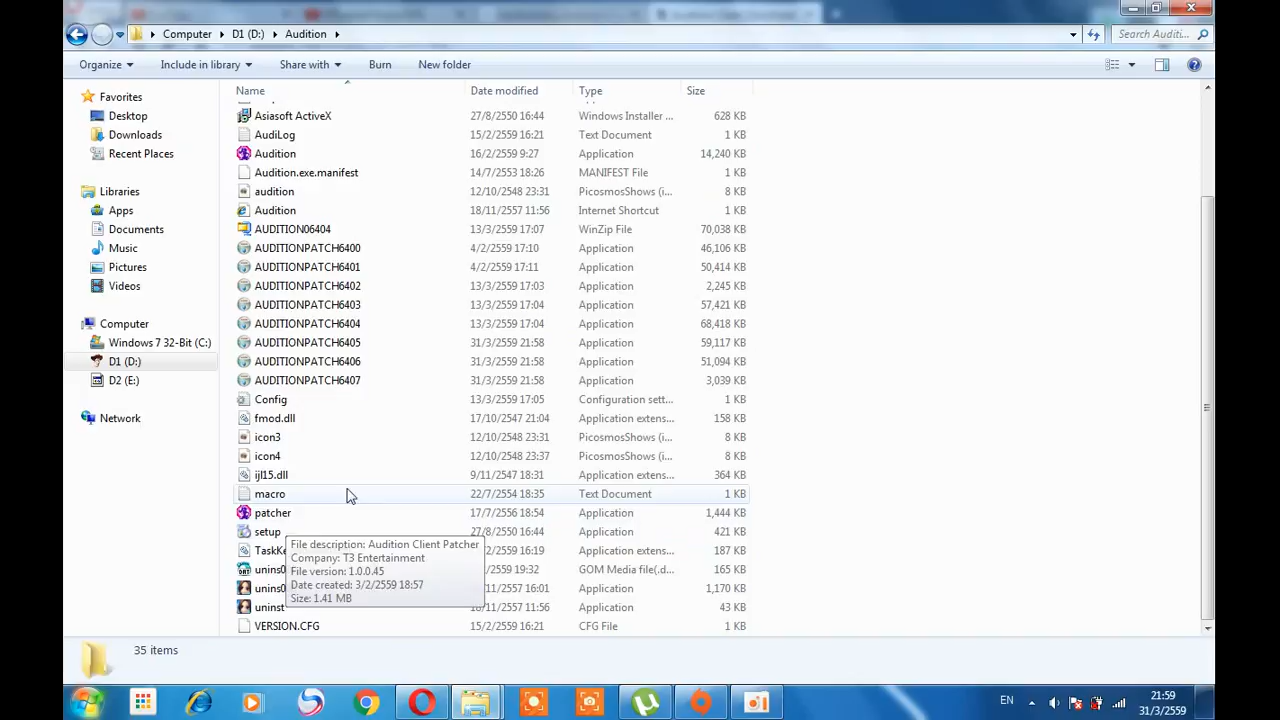 Computer ▸ D1 (D:) ▸ Audition ▸
Search Auditi...
Organize Include in library Share with Burn New folder
Name Date modified Type Size
Favorites
Desktop
Downloads
Recent Places
Libraries
Apps
Documents
Music
Pictures
Videos
Computer
Windows 7 32-Bit (C:)
D1 (D:)
D2 (E:)
Network
Asiasoft ActiveX 27/8/2550 16:44 Windows Installer ... 628 KB
AudiLog 15/2/2559 16:21 Text Document 1 KB
Audition 16/2/2559 9:27 Application 14,240 KB
Audition.exe.manifest 14/7/2553 18:26 MANIFEST File 1 KB
audition 12/10/2548 23:31 PicosmosShows (i... 8 KB
Audition 18/11/2557 11:56 Internet Shortcut 1 KB
AUDITION06404 13/3/2559 17:07 WinZip File 70,038 KB
AUDITIONPATCH6400 4/2/2559 17:10 Application 46,106 KB
AUDITIONPATCH6401 4/2/2559 17:11 Application 50,414 KB
AUDITIONPATCH6402 13/3/2559 17:03 Application 2,245 KB
AUDITIONPATCH6403 13/3/2559 17:04 Application 57,421 KB
AUDITIONPATCH6404 13/3/2559 17:04 Application 68,418 KB
AUDITIONPATCH6405 31/3/2559 21:58 Application 59,117 KB
AUDITIONPATCH6406 31/3/2559 21:58 Application 51,094 KB
AUDITIONPATCH6407 31/3/2559 21:58 Application 3,039 KB
Config 13/3/2559 17:05 Configuration sett... 1 KB
fmod.dll 17/10/2547 21:04 Application extens... 158 KB
icon3 12/10/2548 23:31 PicosmosShows (i... 8 KB
icon4 12/10/2548 23:37 PicosmosShows (i... 8 KB
ijl15.dll 9/11/2547 18:31 Application extens... 364 KB
macro 22/7/2554 18:35 Text Document 1 KB
patcher 17/7/2556 18:54 Application 1,444 KB
setup 27/8/2550 16:44 Application 421 KB
TaskKe /2559 16:19 Application extens... 187 KB
unins0 19:32 GOM Media file(.d... 165 KB
unins0 /11/2557 16:01 Application 1,170 KB
uninst /11/2557 11:56 Application 43 KB
VERSION.CFG 15/2/2559 16:21 CFG File 1 KB
File description: Audition Client Patcher
Company: T3 Entertainment
File version: 1.0.0.45
Date created: 3/2/2559 18:57
Size: 1.41 MB
35 items
EN
21:59
31/3/2559